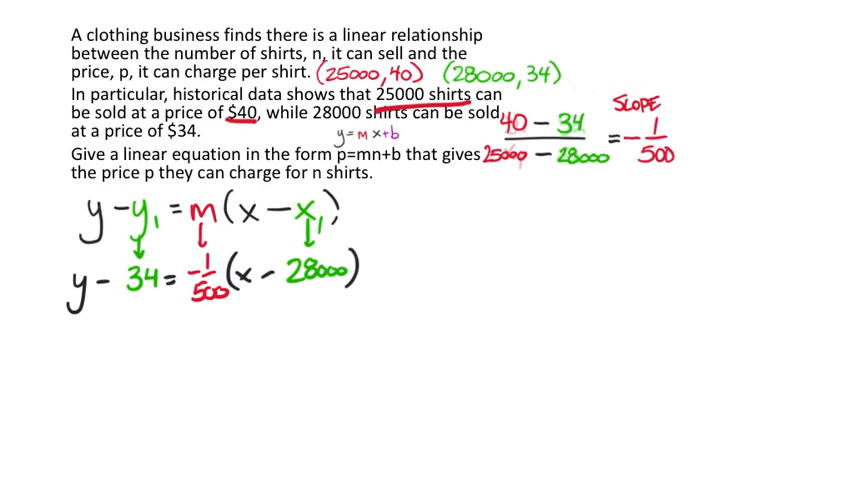 A clothing business finds there is a linear relationship
between the number of shirts, n, it can sell and the
price, p, it can charge per shirt. (25000,40) (28000,34)
In particular, historical data shows that 25000 shirts can
be sold at a price of $40, while 28000 shirts can be sold
at a price of $34.
y=mx+b
Give a linear equation in the form p=mn+b that gives
the price p they can charge for n shirts.
SLOPE
40 - 34
25000 - 28000
= - 1/500
y - y₁ = m(x - x₁)
y - 34 = -1/500 (x - 28000)